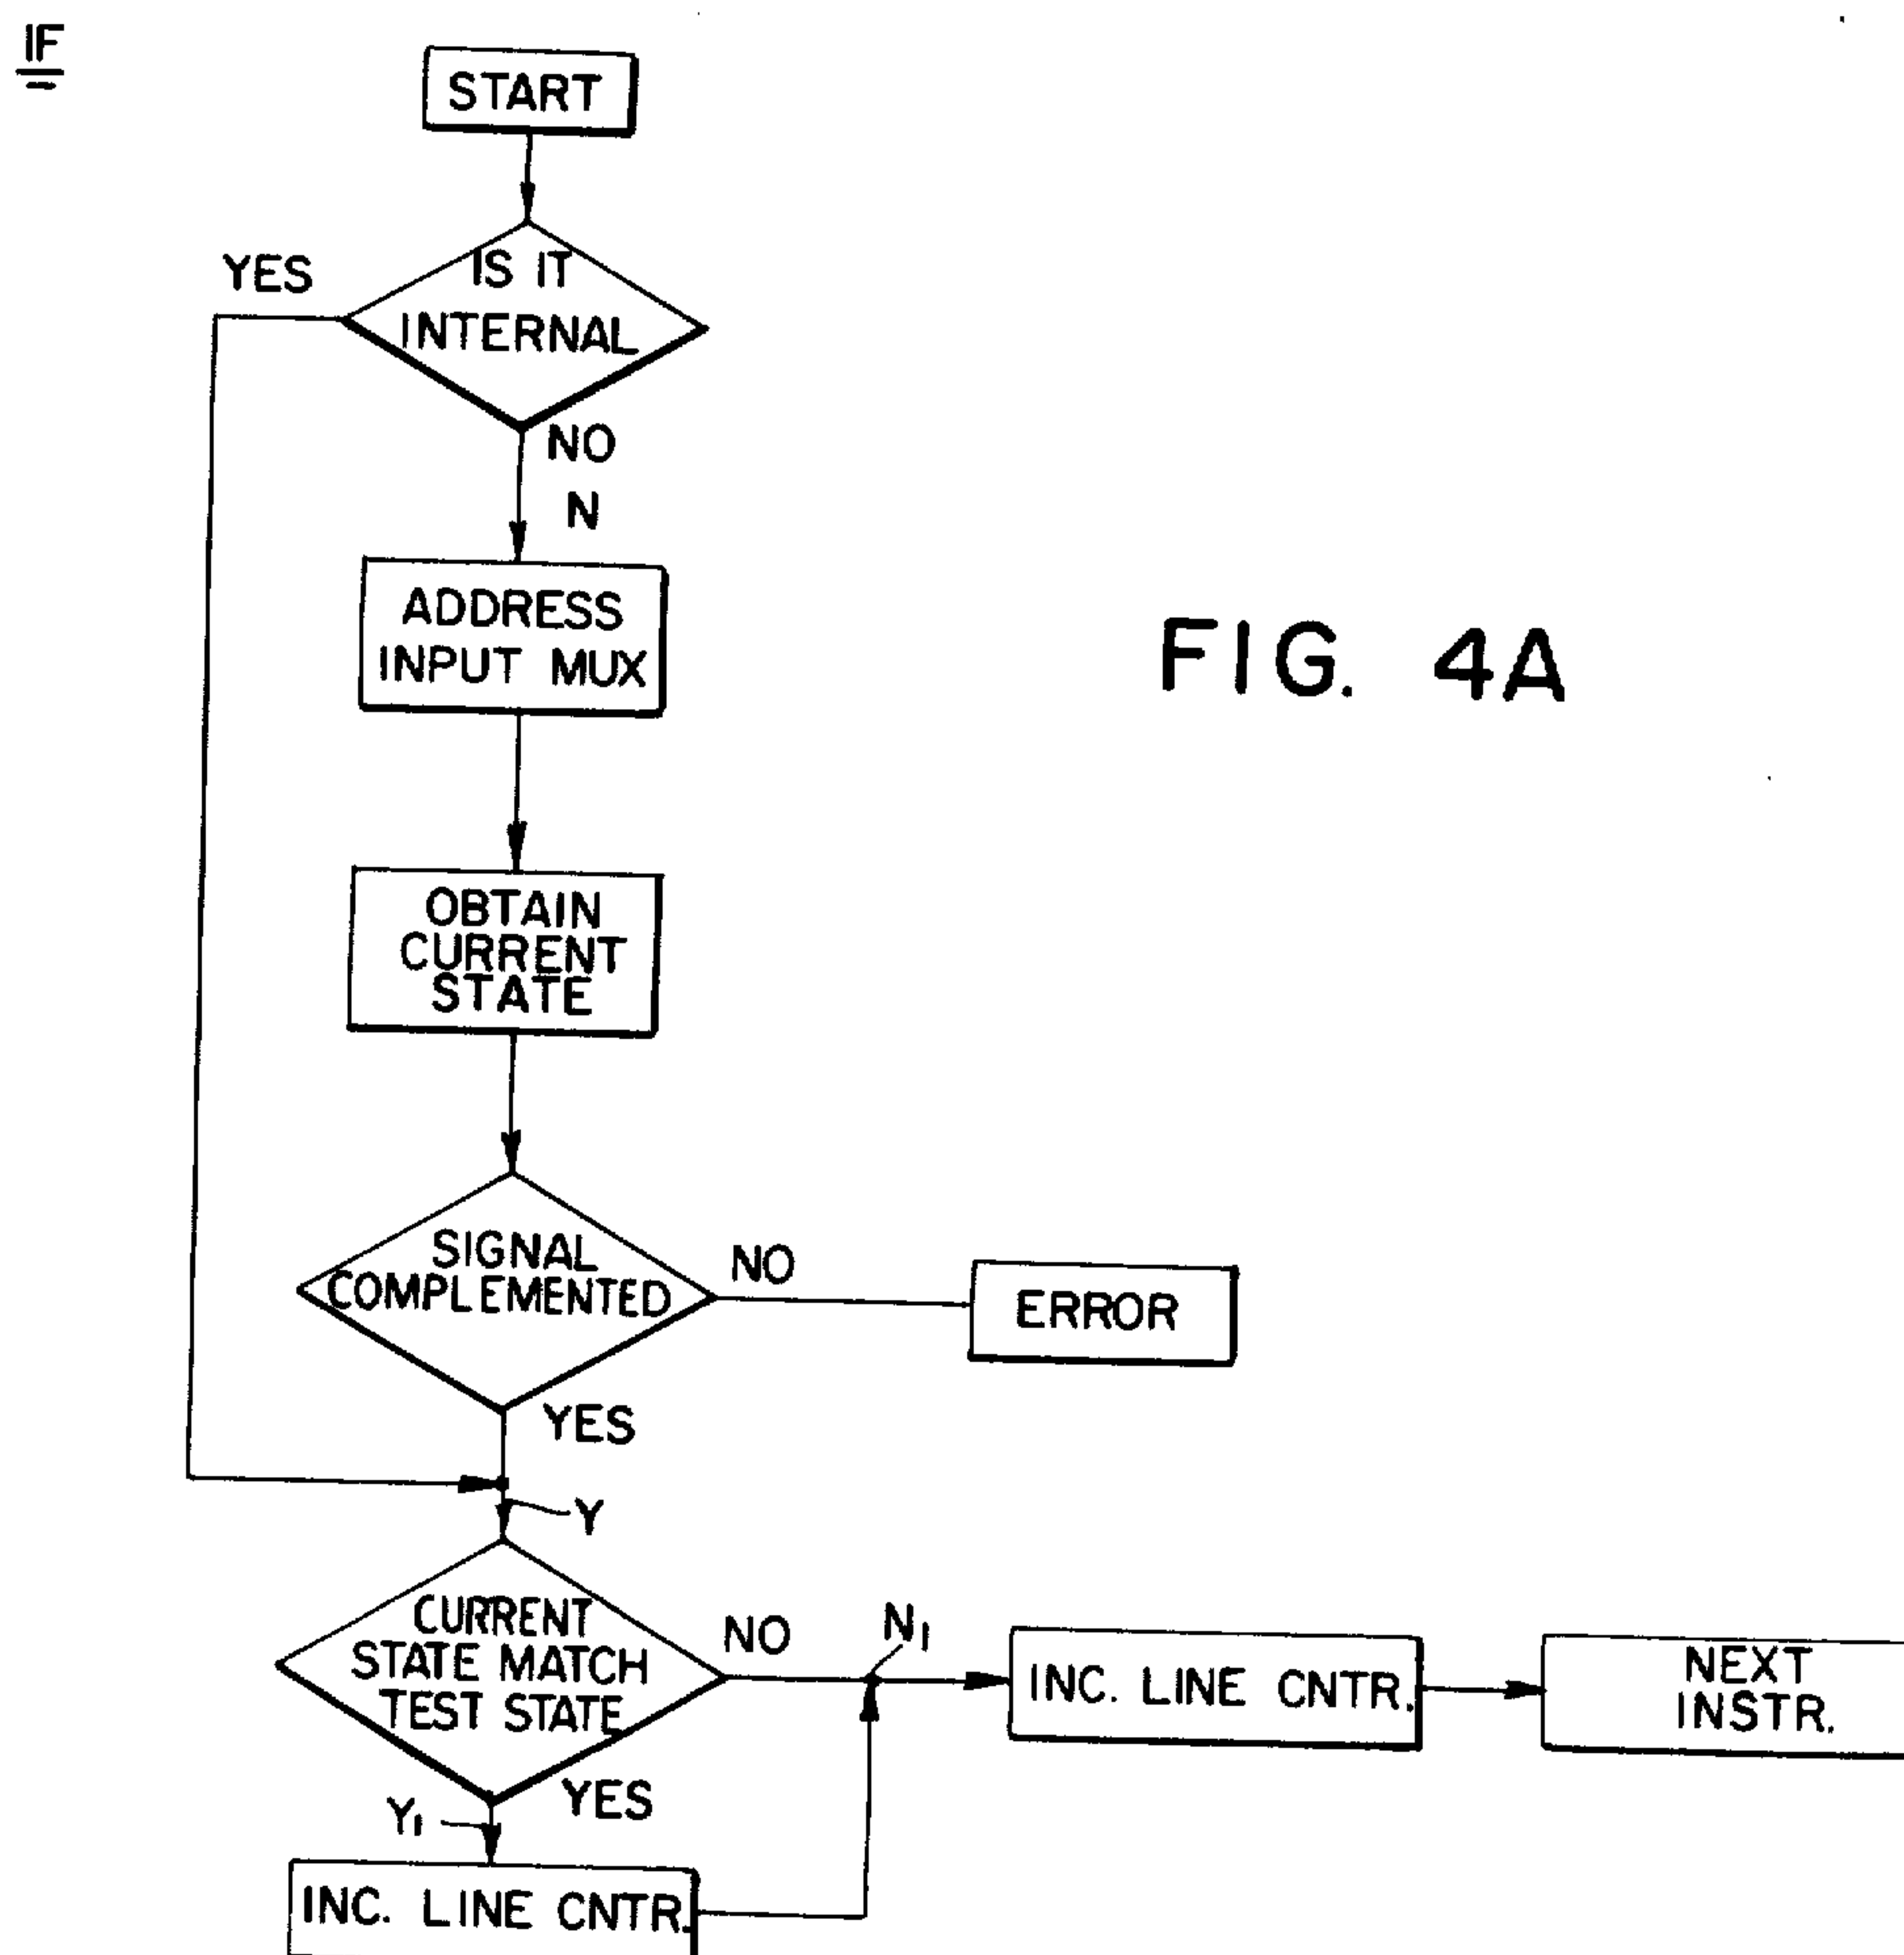 IF
START
YES
IS IT
INTERNAL
NO
N
ADDRESS
INPUT MUX
FIG. 4A
OBTAIN
CURRENT
STATE
SIGNAL
COMPLEMENTED
NO
ERROR
YES
Y
CURRENT
STATE MATCH
TEST STATE
NO
N1
INC. LINE CNTR.
NEXT
INSTR.
YES
Y1
INC. LINE CNTR.